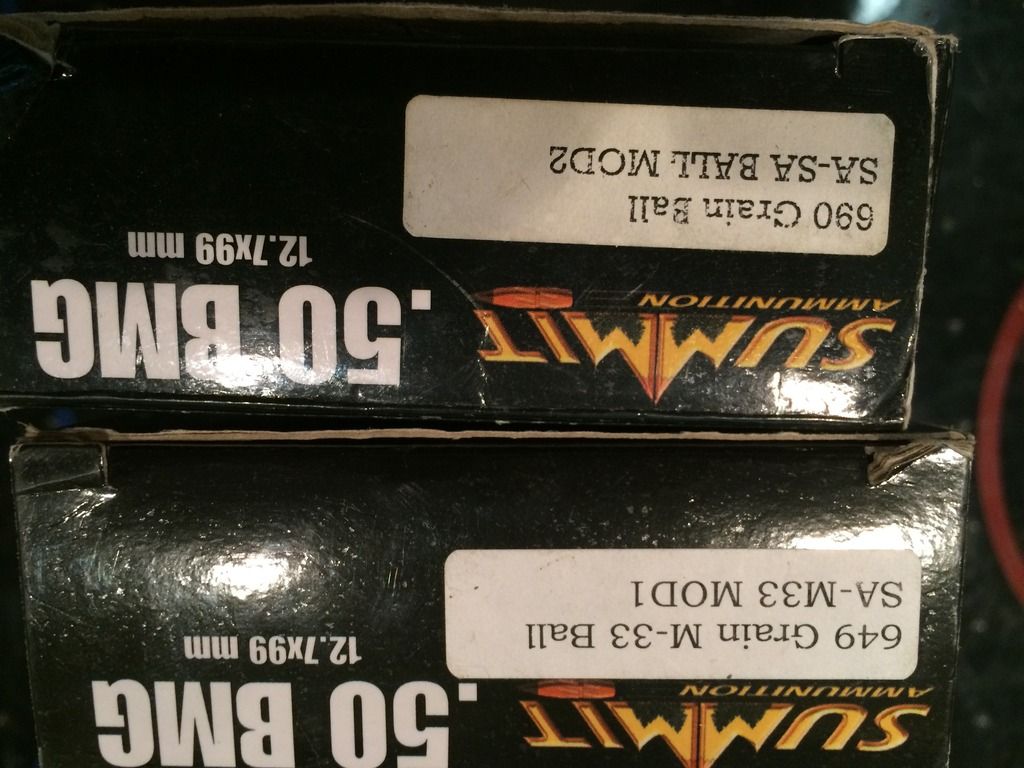 SUMMIT
AMMUNITION
.50 BMG
12.7x99 mm
690 Grain Ball
SA-SA BALL MOD2
SUMMIT
AMMUNITION
.50 BMG
12.7x99 mm
649 Grain M-33 Ball
SA-M33 MOD1